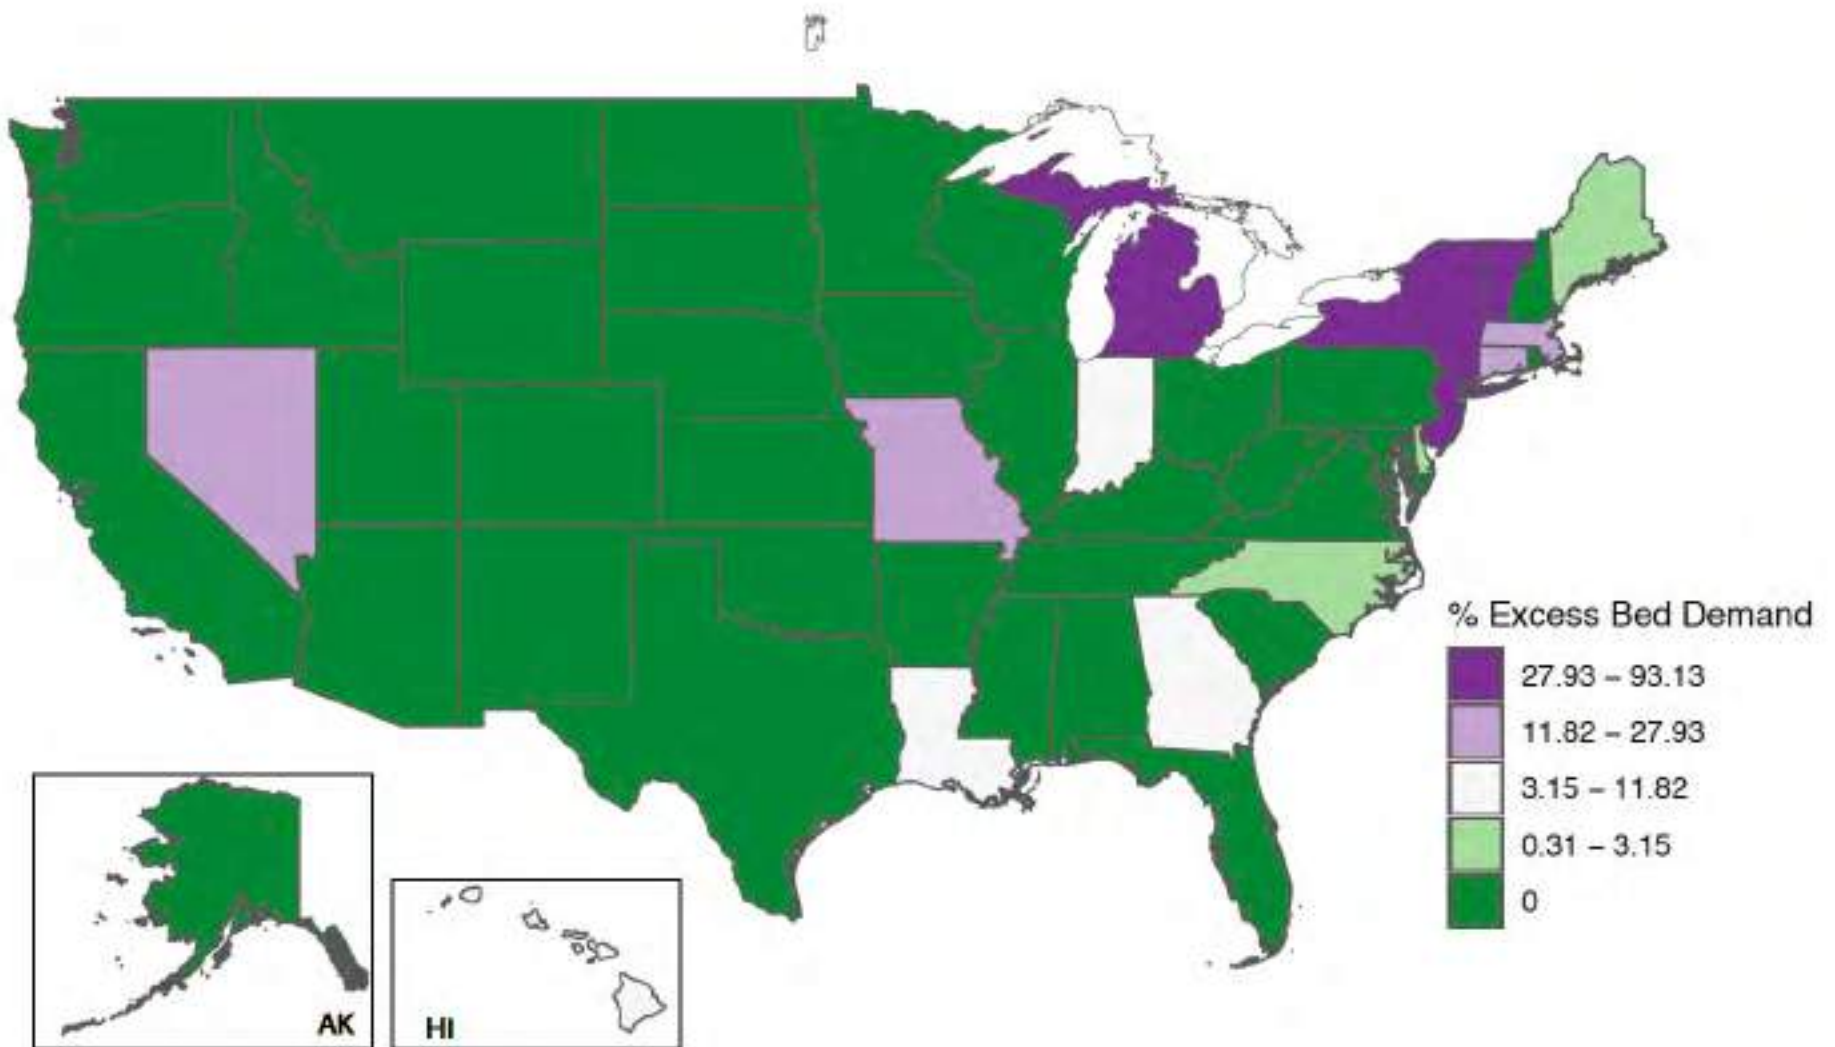 % Excess Bed Demand
27.93 – 93.13
11.82 – 27.93
3.15 – 11.82
0.31 – 3.15
0
AK
HI